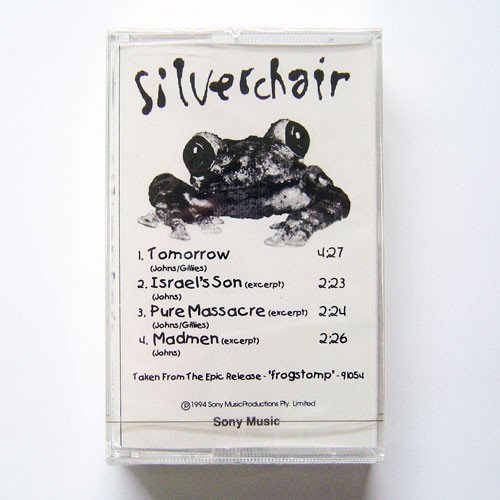 silverchair
1. Tomorrow 4:27
(Johns/Gillies)
2. Israel's Son (excerpt) 2:23
(Johns)
3. Pure Massacre (excerpt) 2:24
(Johns/Gillies)
4. Madmen (excerpt) 2:26
(Johns)
Taken From The Epic Release - "frogstomp" - 91054
©1994 Sony MusicProductions Pty. Limited
Sony Music